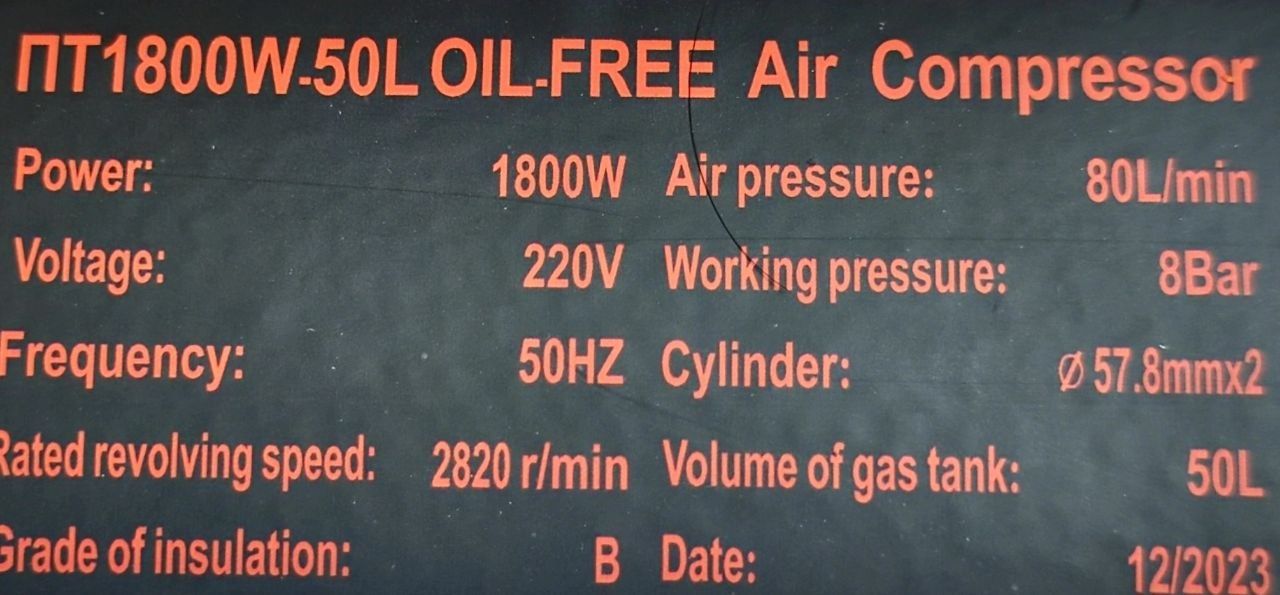 ПТ1800W-50L OIL-FREE Air Compressor
Power: 1800W Air pressure: 80L/min
Voltage: 220V Working pressure: 8Bar
Frequency: 50HZ Cylinder: Ø 57.8mmx2
Rated revolving speed: 2820 r/min Volume of gas tank: 50L
Grade of insulation: B Date: 12/2023